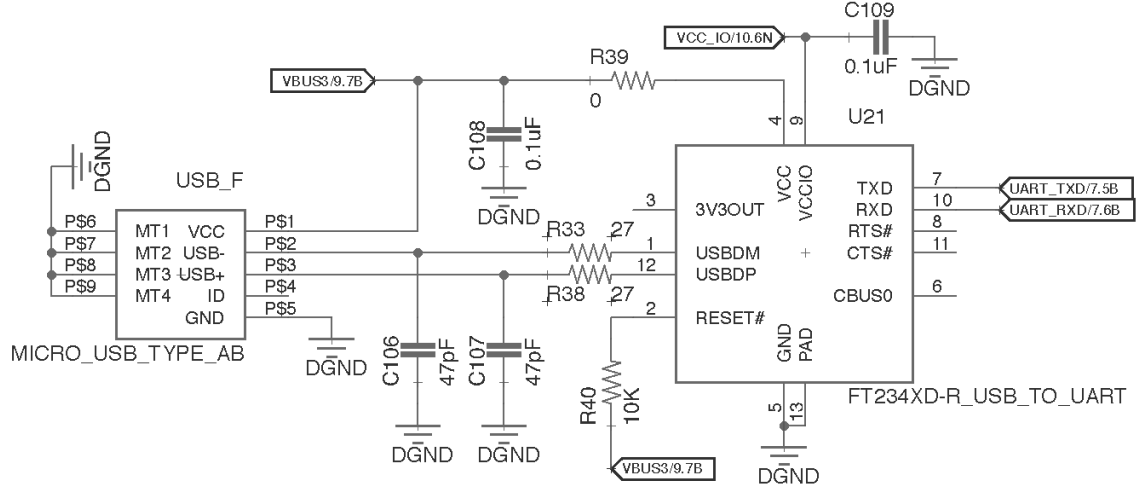 C109
VCC_IO/10.6N
0.1uF
DGND
R39
VBUS3/9.7B
0
C108
0.1uF
DGND
U21
4
9
VCC
VCCIO
DGND
USB_F
P$6
P$7
P$8
P$9
MT1
MT2
MT3
MT4
VCC
USB-
USB+
ID
GND
P$1
P$2
P$3
P$4
P$5
MICRO_USB_TYPE_AB
DGND
R33
27
R38
27
C106
47pF
DGND
C107
47pF
DGND
3
3V3OUT
1
USBDM
12
USBDP
2
RESET#
R40
10K
VBUS3/9.7B
TXD
7
UART_TXD/7.5B
RXD
10
UART_RXD/7.6B
RTS#
8
CTS#
11
CBUS0
6
GND
PAD
5
13
DGND
FT234XD-R_USB_TO_UART